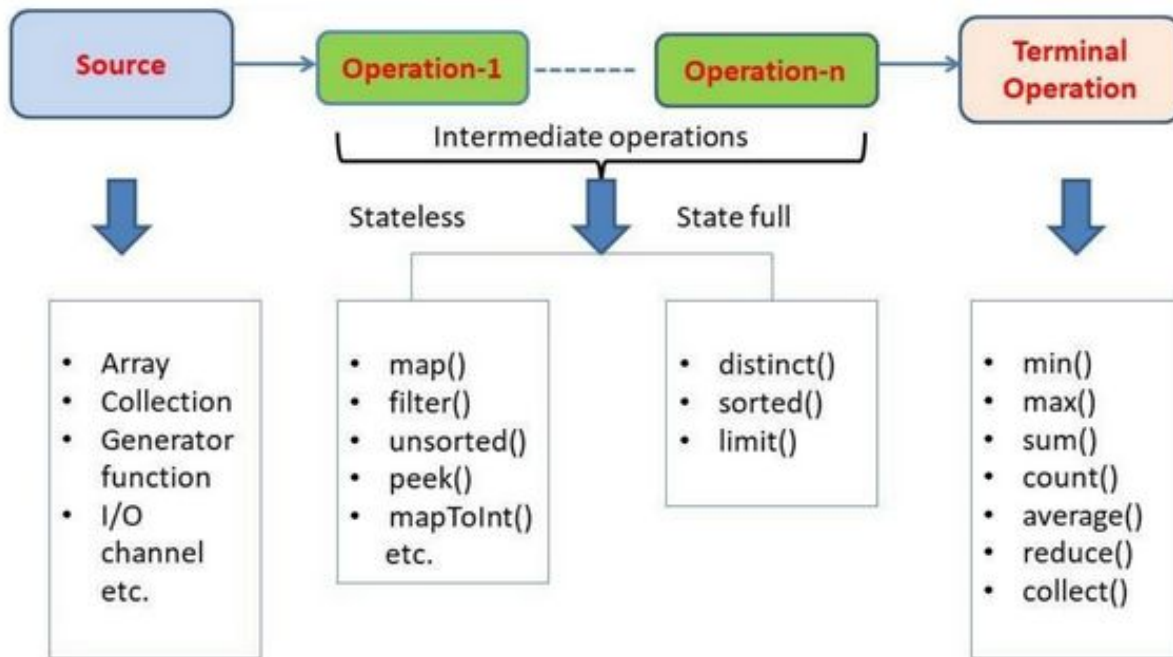 Source
Operation-1
Operation-n
Terminal
Operation
Intermediate operations
Stateless
State full
• Array
• Collection
• Generator
function
• I/O
channel
etc.
• map()
• filter()
• unsorted()
• peek()
• mapToInt()
etc.
• distinct()
• sorted()
• limit()
• min()
• max()
• sum()
• count()
• average()
• reduce()
• collect()